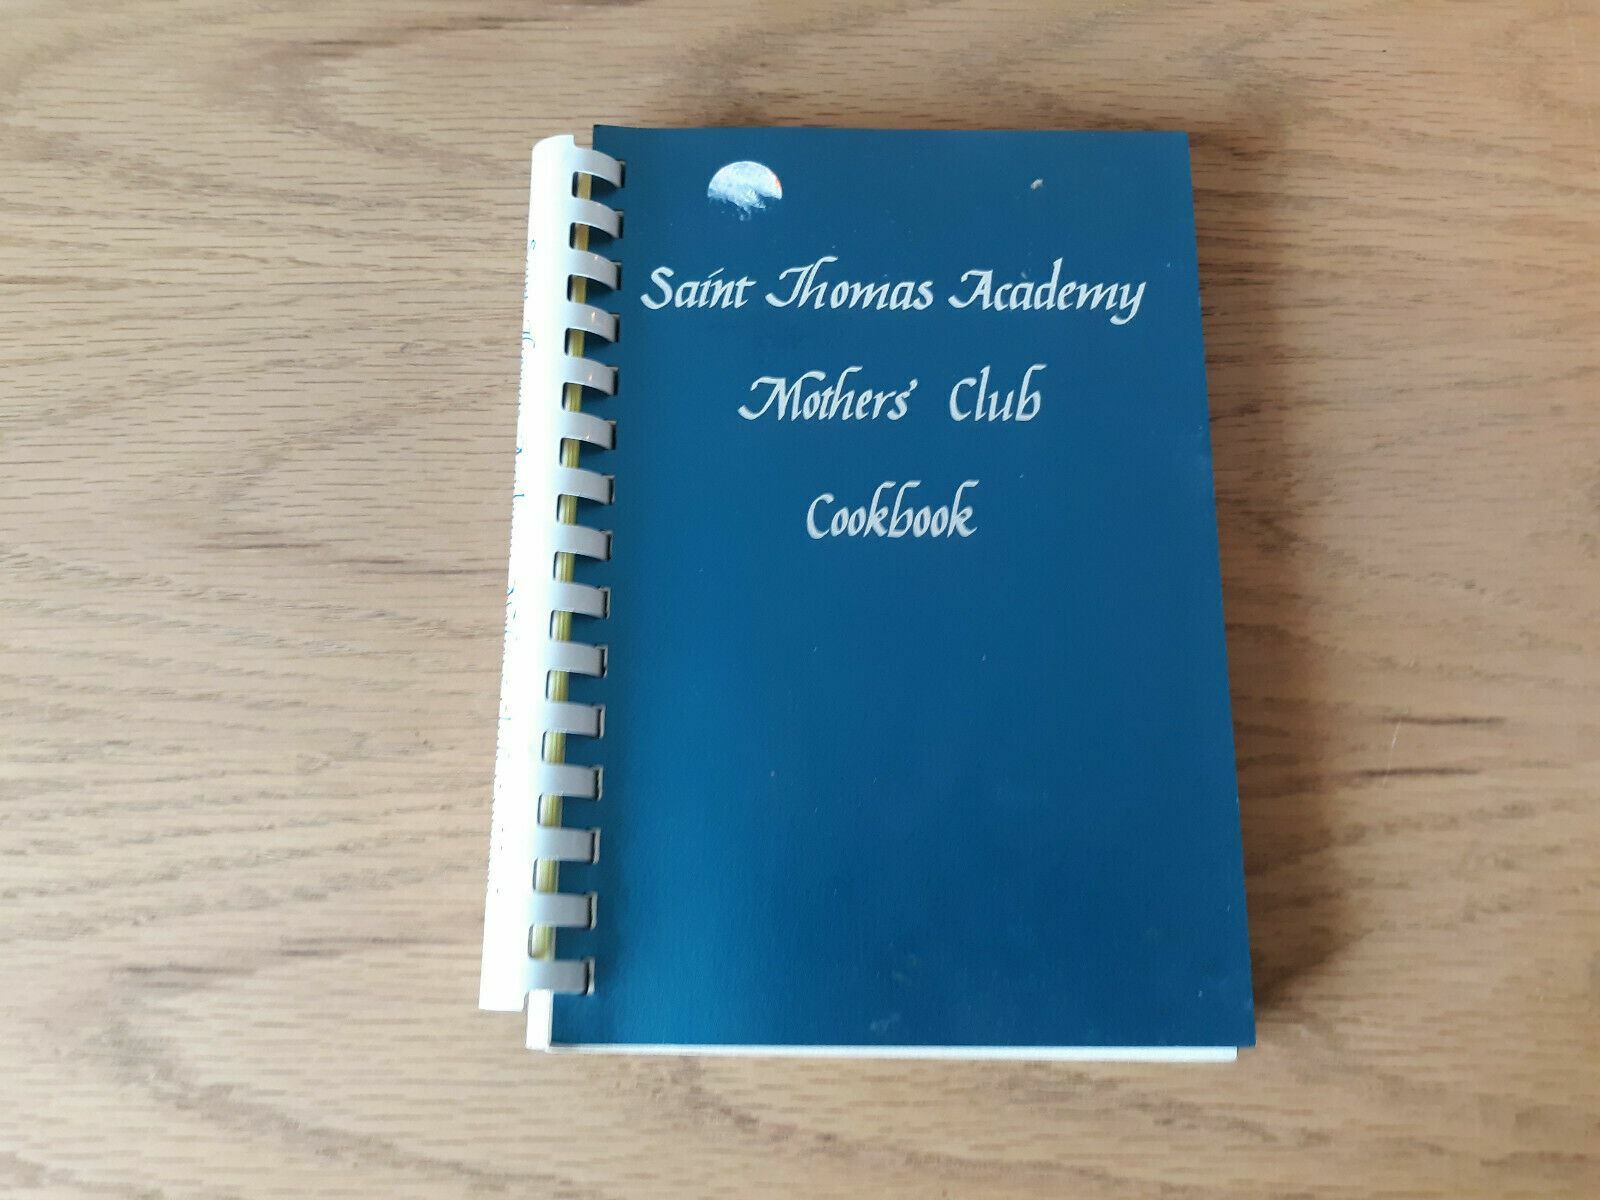 Saint Thomas Academy
Mothers' Club
Cookbook